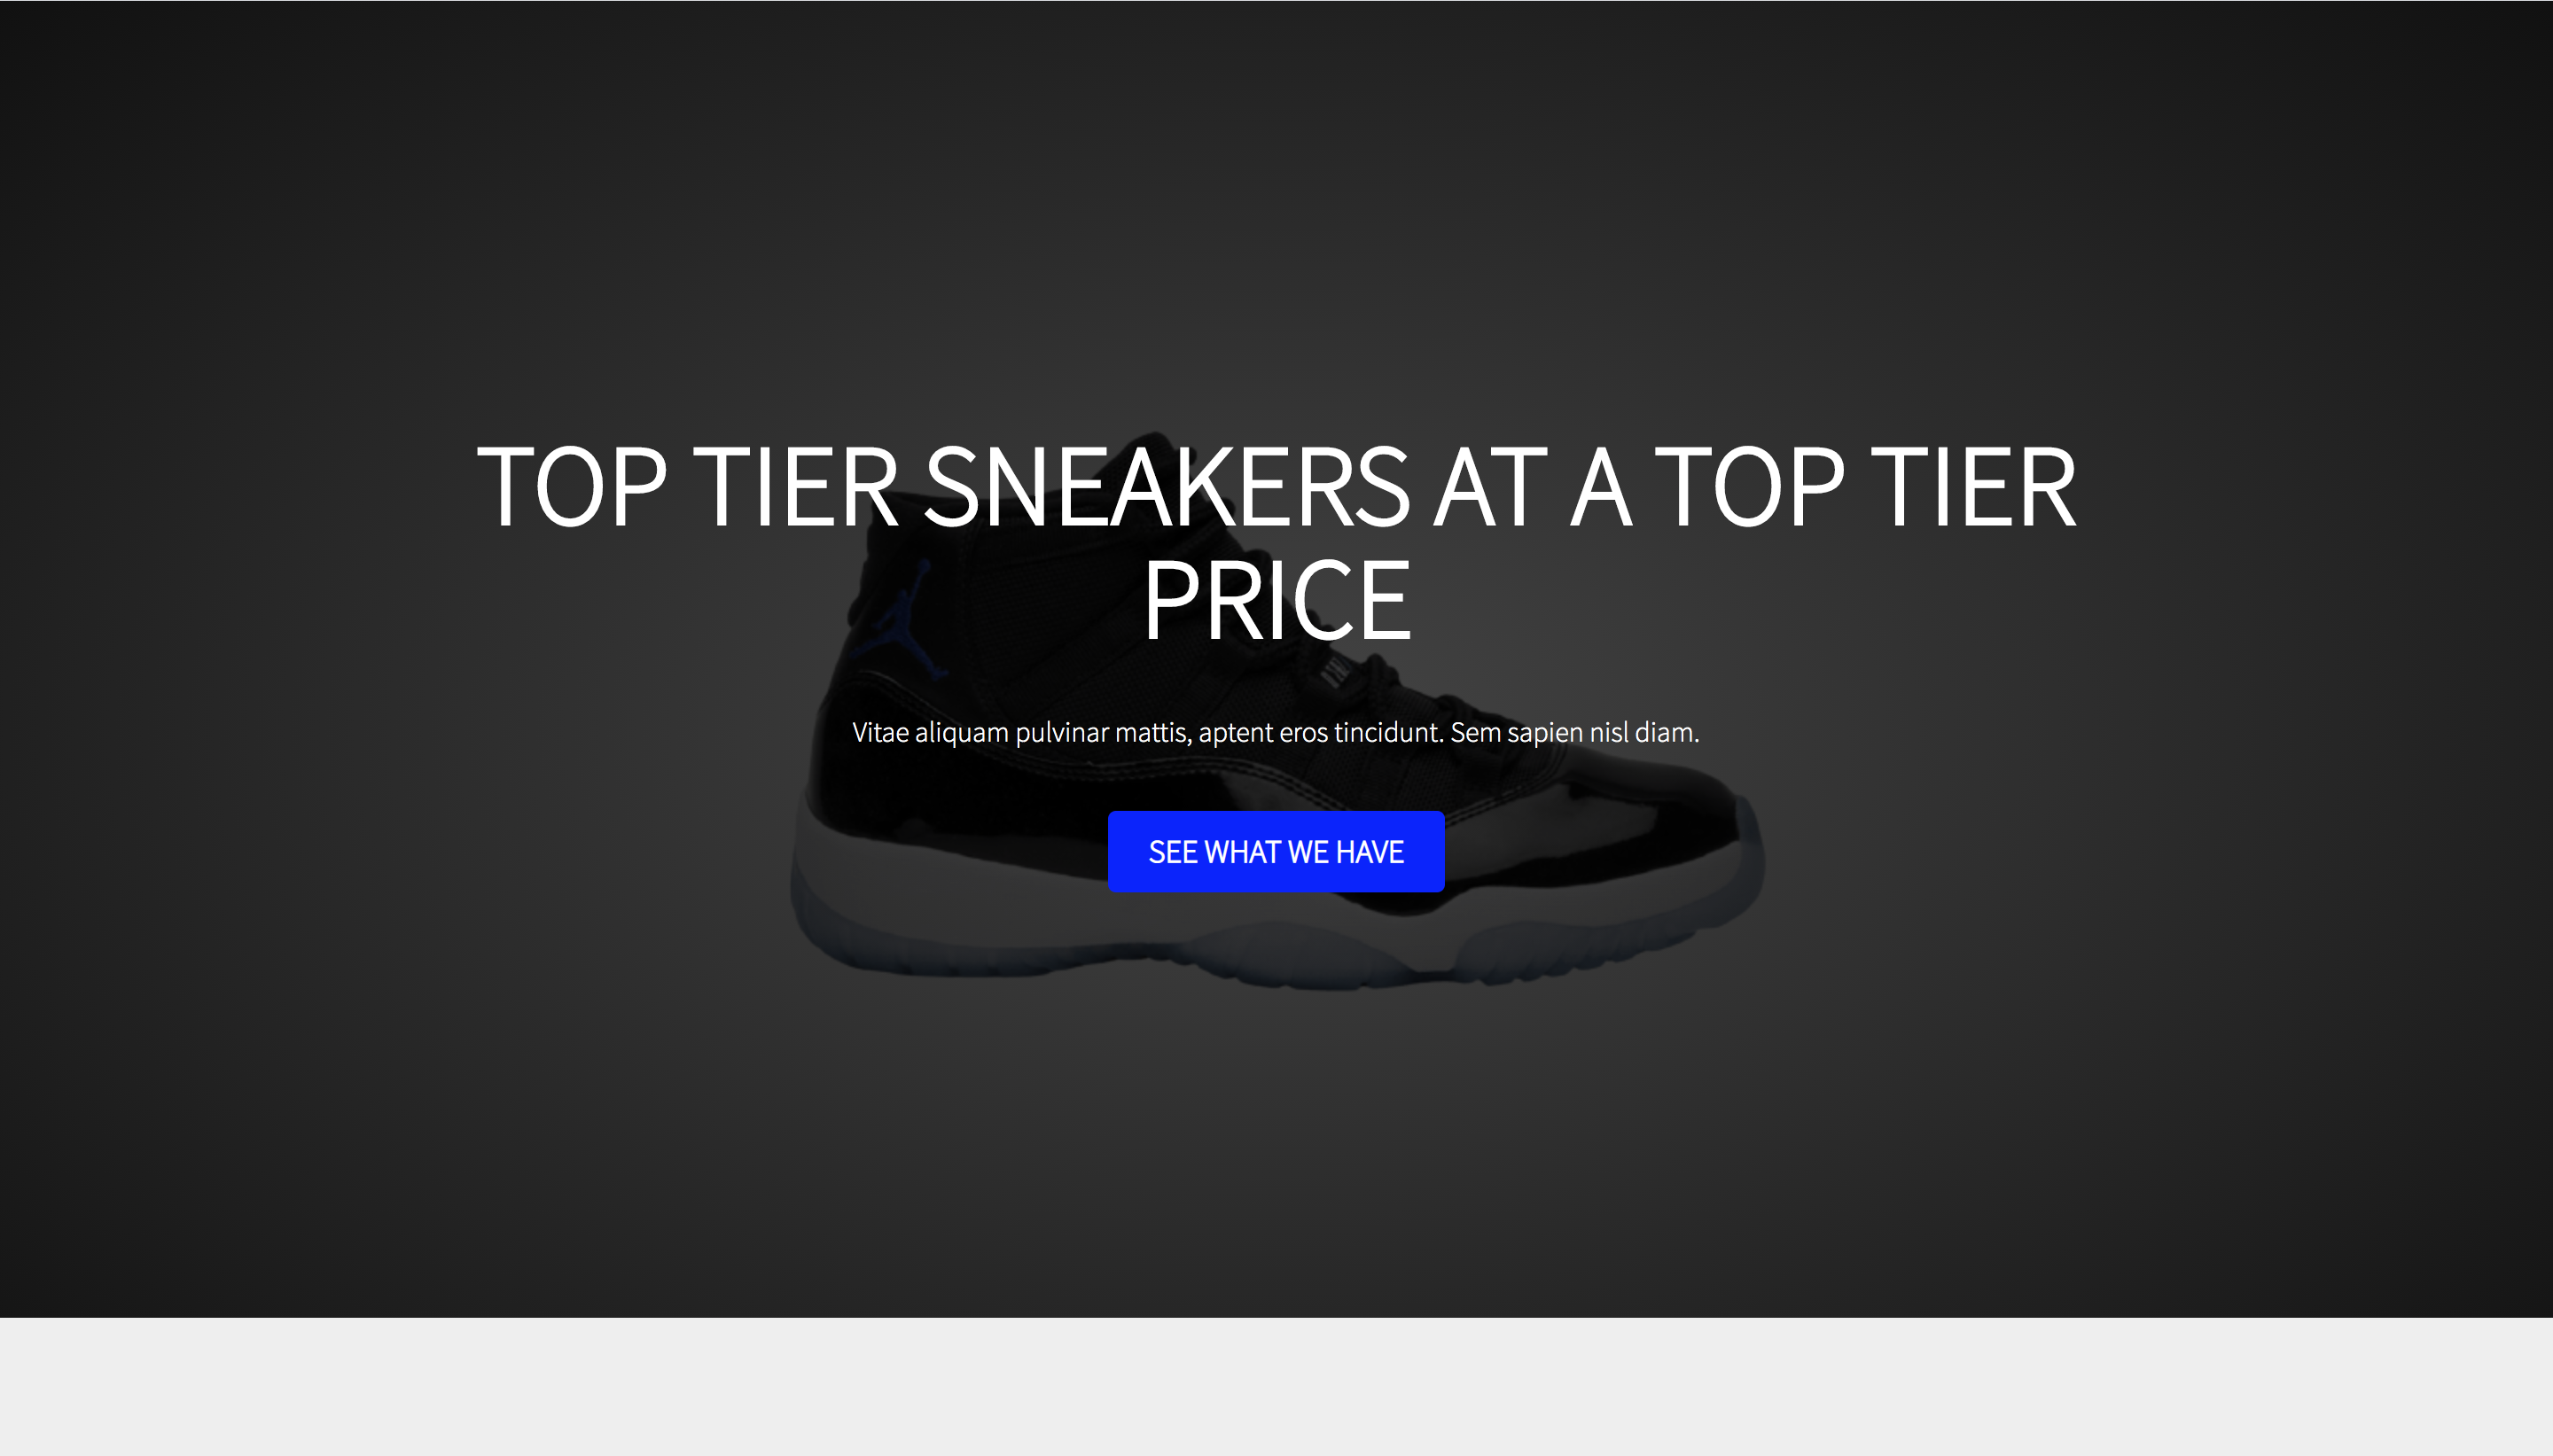 TOP TIER SNEAKERS AT A TOP TIER
PRICE
Vitae aliquam pulvinar mattis, aptent eros tincidunt. Sem sapien nisl diam.
SEE WHAT WE HAVE